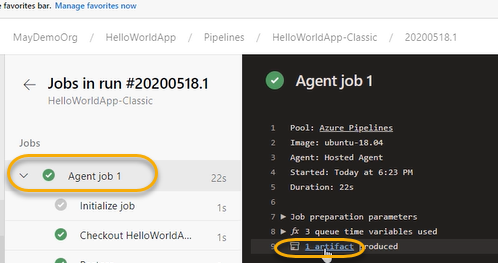 e favorites bar. Manage favorites now
MayDemoOrg / HelloWorldApp / Pipelines / HelloWorldApp-Classic / 20200518.1
Jobs in run #20200518.1
HelloWorldApp-Classic
Jobs
Agent job 1 22s
Initialize job 1s
Checkout HelloWorldA... 1s
Agent job 1
1 Pool: Azure Pipelines
2 Image: ubuntu-18.04
3 Agent: Hosted Agent
4 Started: Today at 6:23 PM
5 Duration: 22s
6
7 Job preparation parameters
8 fx 3 queue time variables used
9 1 artifact produced